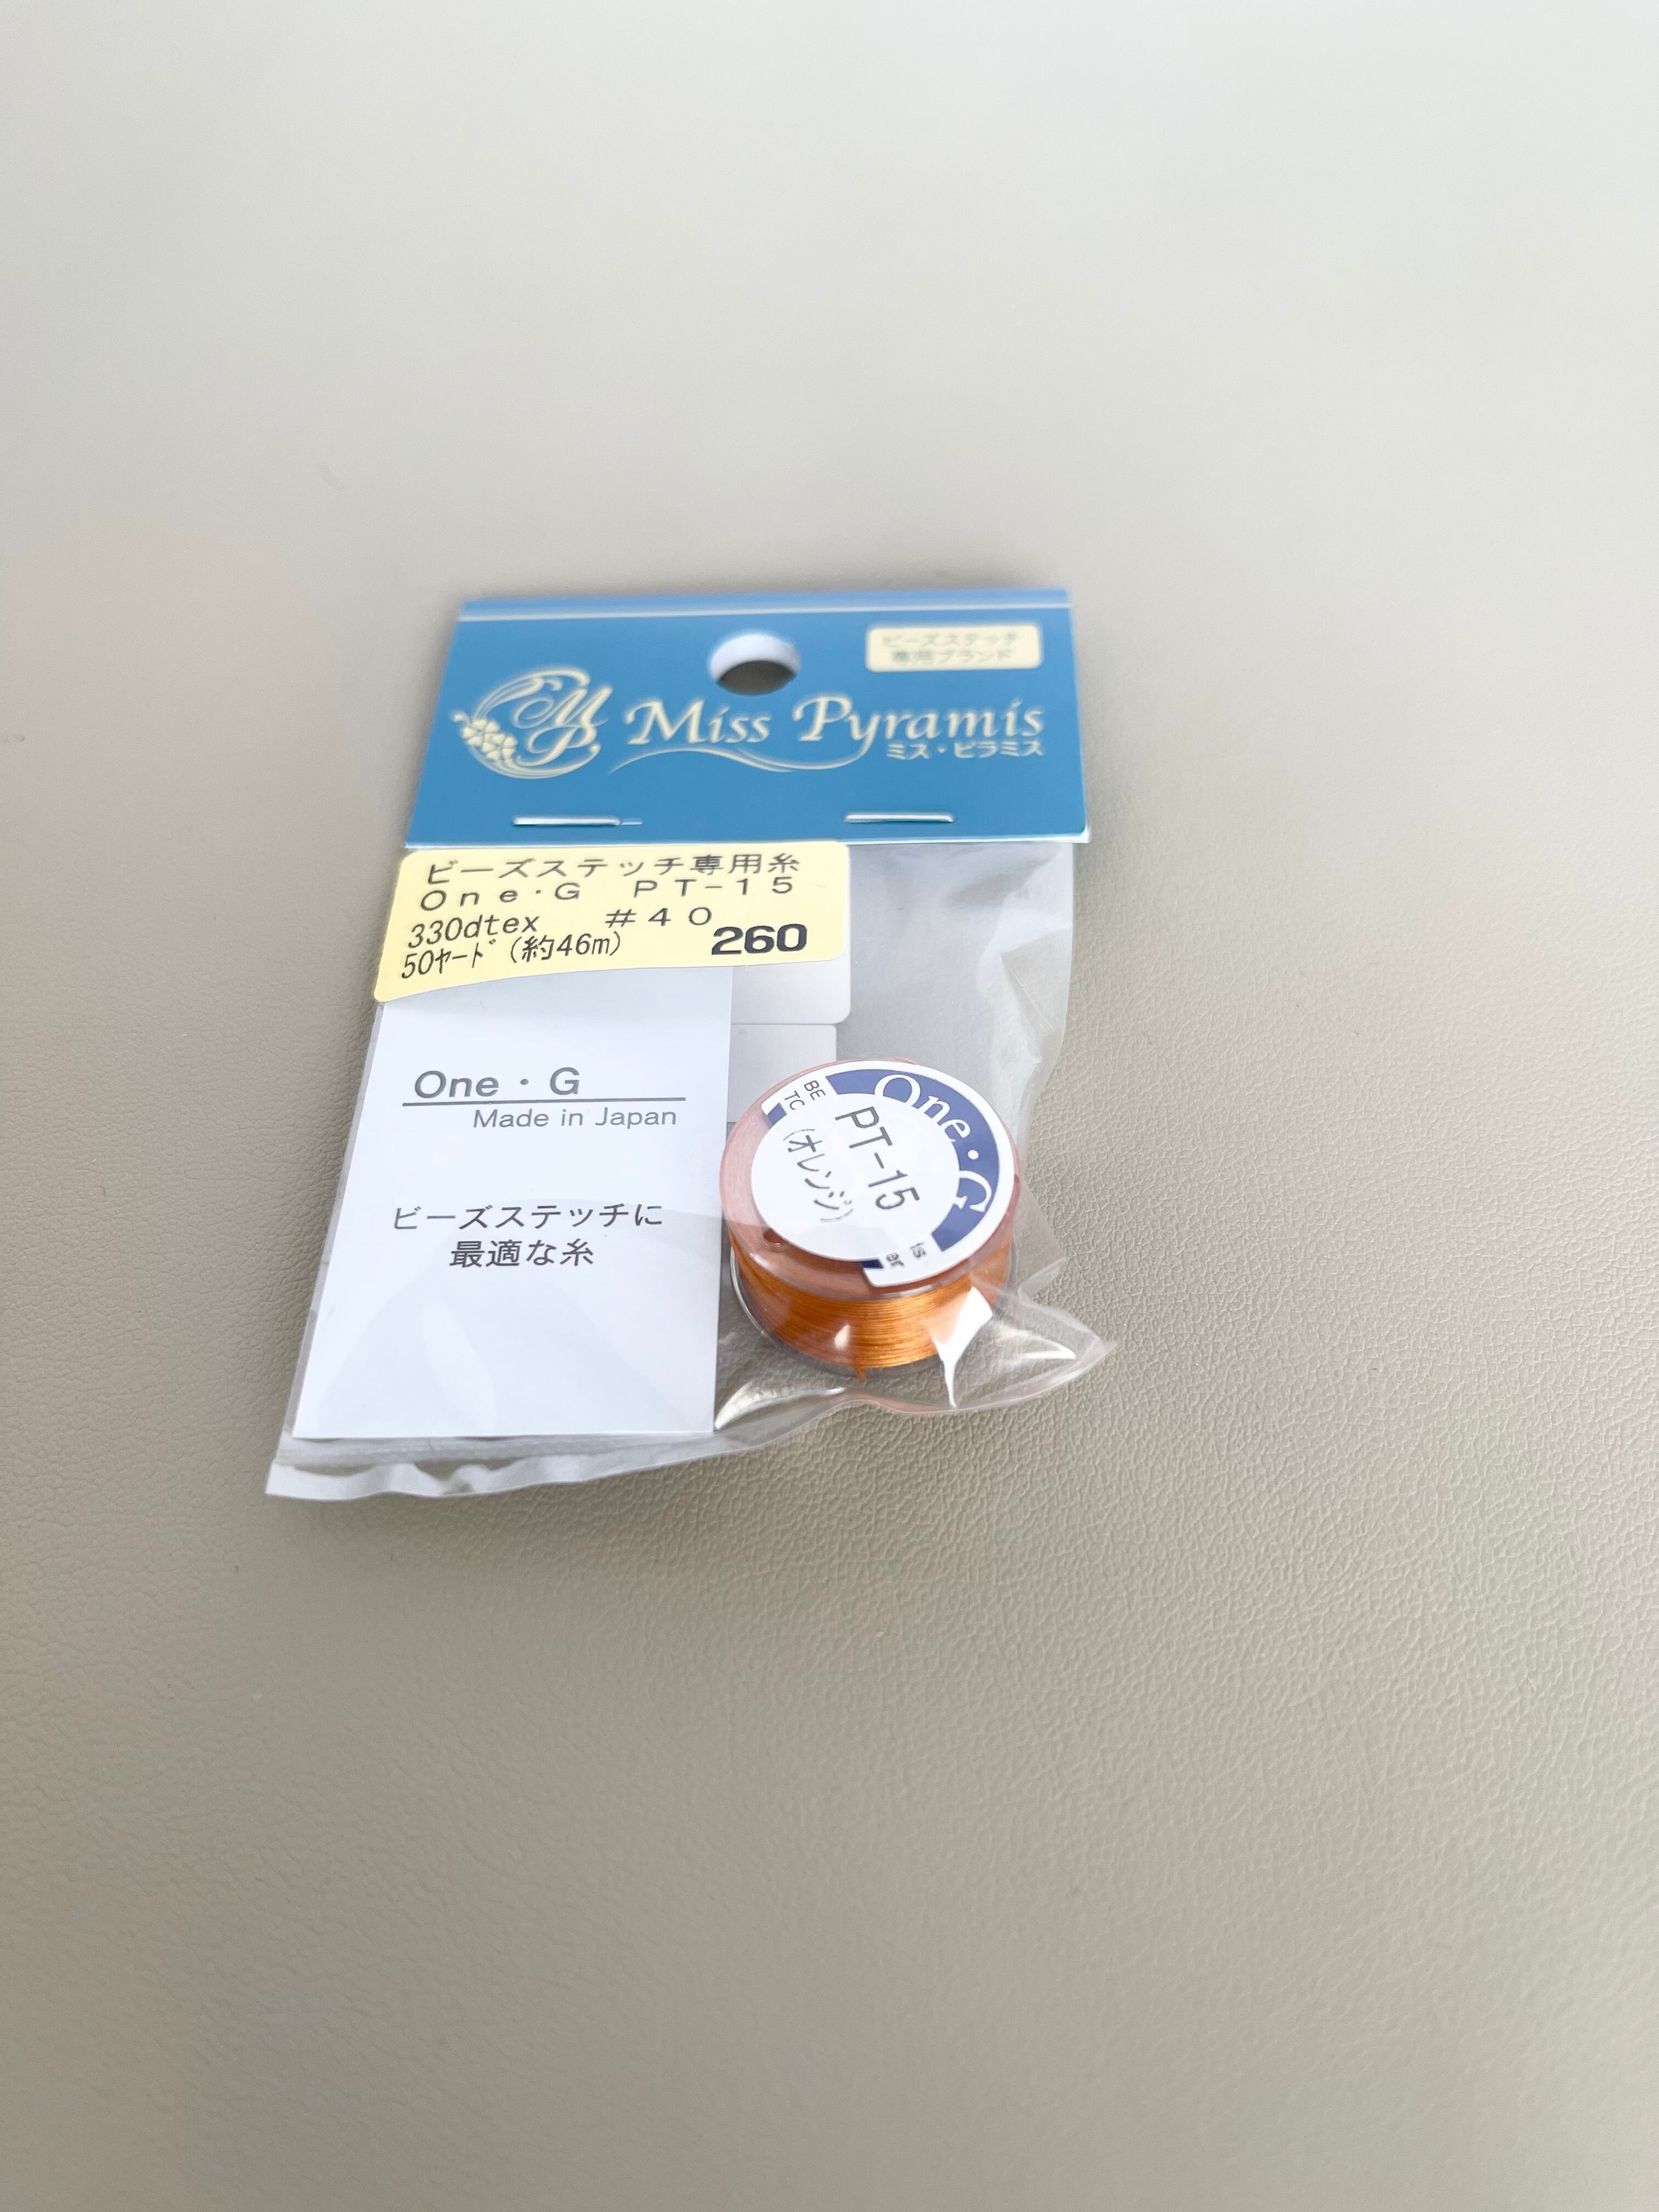 ビーズステッチ
専用ブランド
MP
Miss Pyramis
ミス・ピラミス
ビーズステッチ専用糸
One・G PT-15
330dtex #40
50ヤード(約46m) 260
One・G
Made in Japan
ビーズステッチに
最適な糸
One・G
PT-15
(オレンジ)